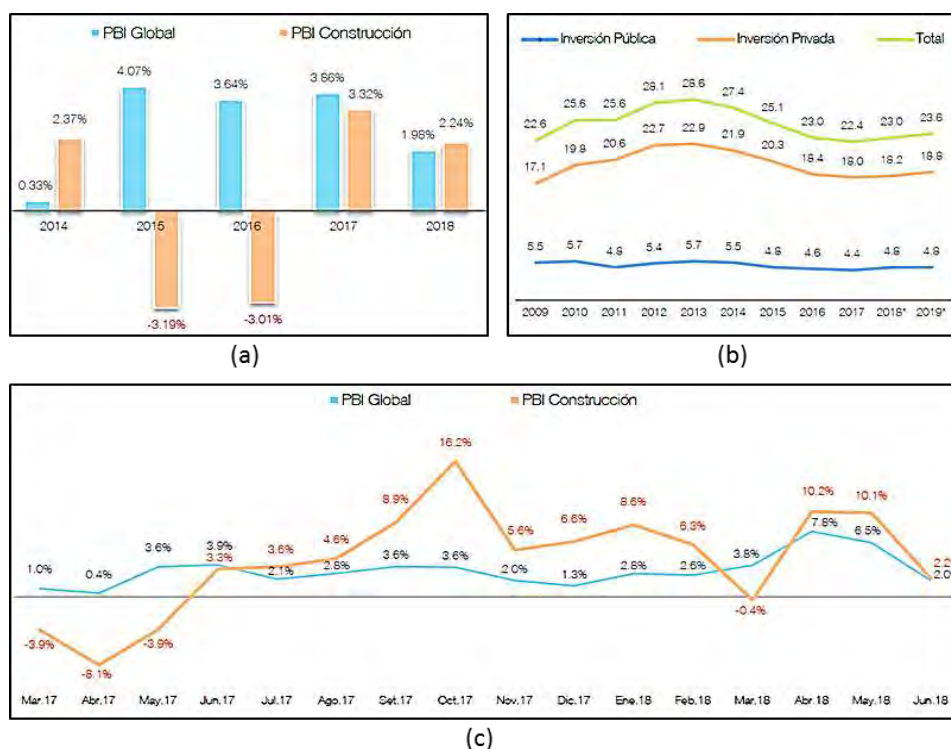 PBI Global PBI Construcción
0.33% 4.07% 3.64% 3.86% 1.98%
2.37% 3.32% 2.24%
2014 2015 2016 2017 2018
-3.19% -3.01%
(a)
Inversión Pública Inversión Privada Total
22.6 25.6 25.6 28.1 28.6 27.4 25.1 23.0 22.4 23.0 23.6
17.1 19.8 20.6 22.7 22.9 21.9 20.3 18.4 18.0 18.2 18.8
5.5 5.7 4.8 5.4 5.7 5.5 4.8 4.6 4.4 4.8 4.8
2009 2010 2011 2012 2013 2014 2015 2016 2017 2018* 2019*
(b)
PBI Global PBI Construcción
1.0% 0.4% 3.6% 3.9% 2.1% 2.8% 3.6% 3.6% 2.0% 1.3% 2.8% 2.6% 3.8% 7.8% 6.5% 2.0%
-3.9% -8.1% -3.9% 3.3% 3.6% 4.6% 8.9% 16.2% 5.6% 6.6% 8.6% 6.3% -0.4% 10.2% 10.1% 2.2
Mar.17 Abr.17 May.17 Jun.17 Jul.17 Ago.17 Set.17 Oct.17 Nov.17 Dic.17 Ene.18 Feb.18 Mar.18 Abr.18 May.18 Jun.18
(c)